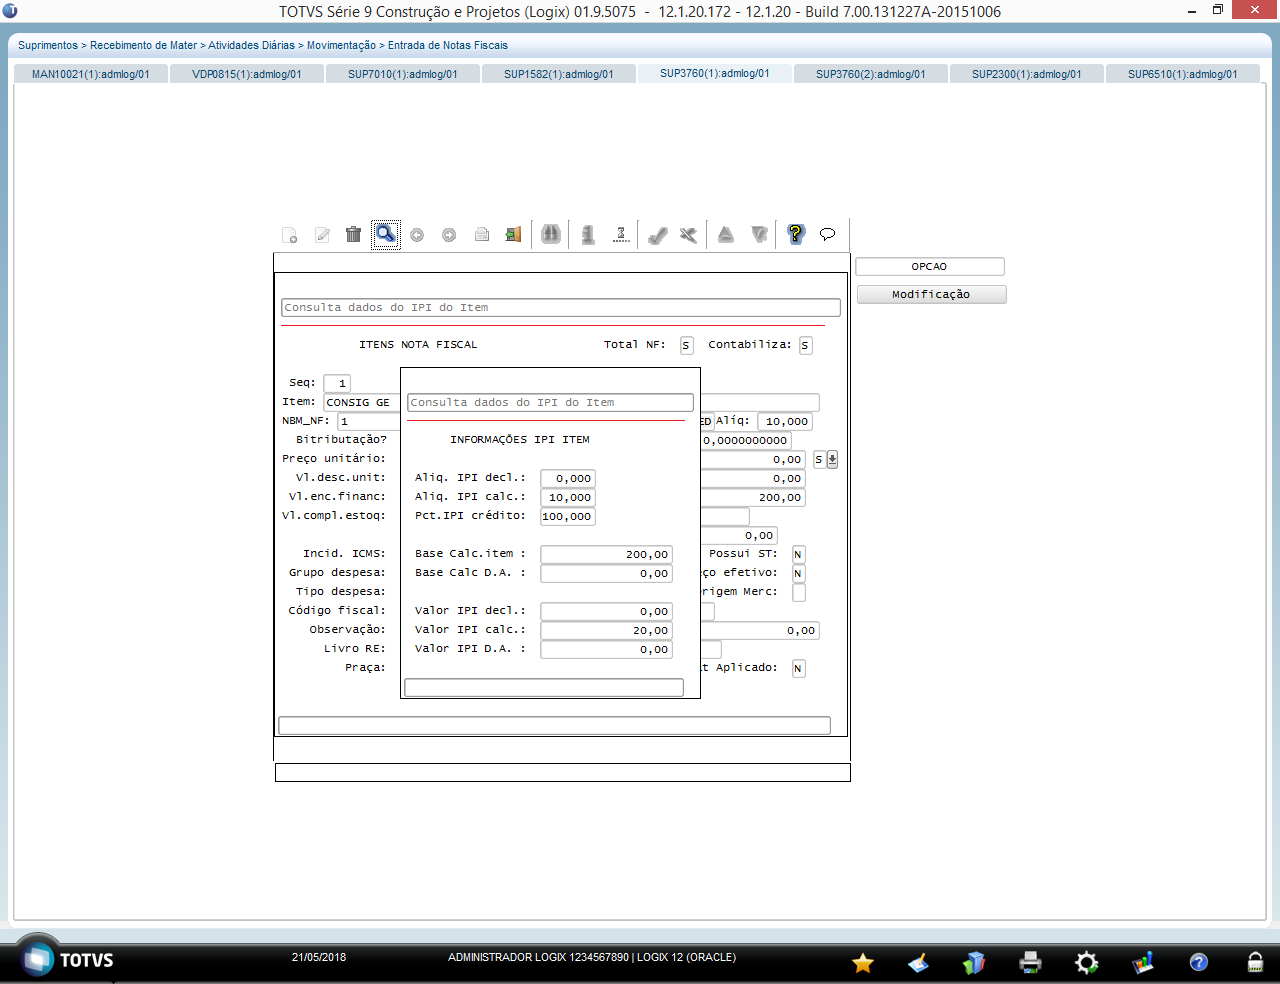 TOTVS Série 9 Construção e Projetos (Logix) 01.9.5075 - 12.1.20.172 - 12.1.20 - Build 7.00.131227A-20151006
Suprimentos > Recebimento de Mater > Atividades Diárias > Movimentação > Entrada de Notas Fiscais
MAN10021(1):admlog/01 VDP0815(1):admlog/01 SUP7010(1):admlog/01 SUP1582(1):admlog/01 SUP3760(1):admlog/01 SUP3760(2):admlog/01 SUP2300(1):admlog/01 SUP6510(1):admlog/01
OPCAO
Modificação
Consulta dados do IPI do Item
ITENS NOTA FISCAL Total NF: S Contabiliza: S
Seq: 1
Item: CONSIG GE
NBM_NF: 1 ED Alíq: 10,000
Bitributação? 0,0000000000
Preço unitário: 0,00 S
Vl.desc.unit: 0,00
Vl.enc.financ: 200,00
Vl.compl.estoq:
0,00
Incid. ICMS: Possui ST: N
Grupo despesa: ço efetivo: N
Tipo despesa: rigem Merc:
Código fiscal:
Observação: 0,00
Livro RE:
Praça: t Aplicado: N
Consulta dados do IPI do Item
INFORMAÇÕES IPI ITEM
Aliq. IPI decl.: 0,000
Aliq. IPI calc.: 10,000
Pct.IPI crédito: 100,000
Base Calc.item : 200,00
Base Calc D.A. : 0,00
Valor IPI decl.: 0,00
Valor IPI calc.: 20,00
Valor IPI D.A. : 0,00
TOTVS 21/05/2018 ADMINISTRADOR LOGIX 1234567890 | LOGIX 12 (ORACLE)